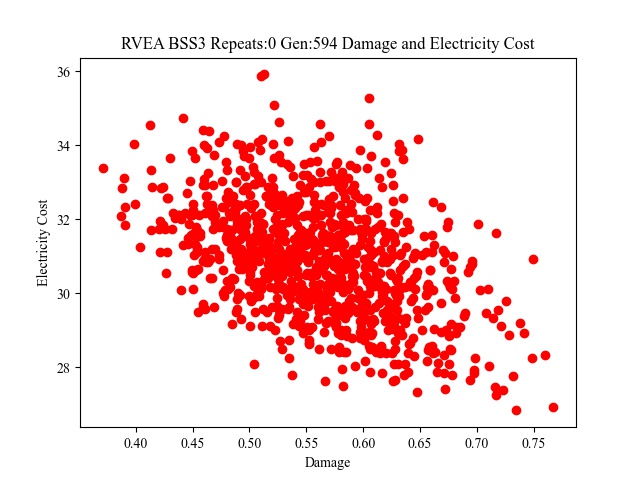 RVEA BSS3 Repeats:0 Gen:594 Damage and Electricity Cost
36
34
32
30
28
Electricity Cost
0.40 0.45 0.50 0.55 0.60 0.65 0.70 0.75
Damage